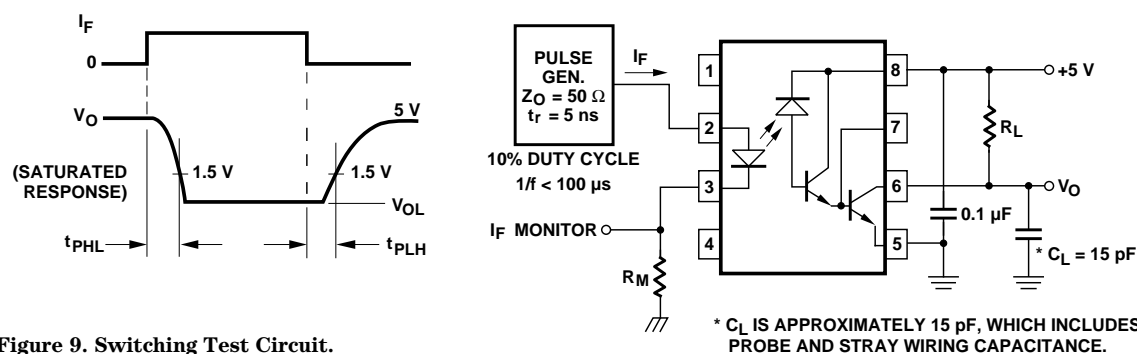 I_F
0
V_O
5 V
(SATURATED
RESPONSE)
1.5 V
1.5 V
V_OL
t_PHL
t_PLH
PULSE
GEN.
Z_O = 50 Ω
t_r = 5 ns
I_F
10% DUTY CYCLE
1/f < 100 µs
I_F MONITOR
R_M
1
2
3
4
8
7
6
5
+5 V
R_L
V_O
0.1 µF
* C_L = 15 pF
* C_L IS APPROXIMATELY 15 pF, WHICH INCLUDES
PROBE AND STRAY WIRING CAPACITANCE.
Figure 9. Switching Test Circuit.